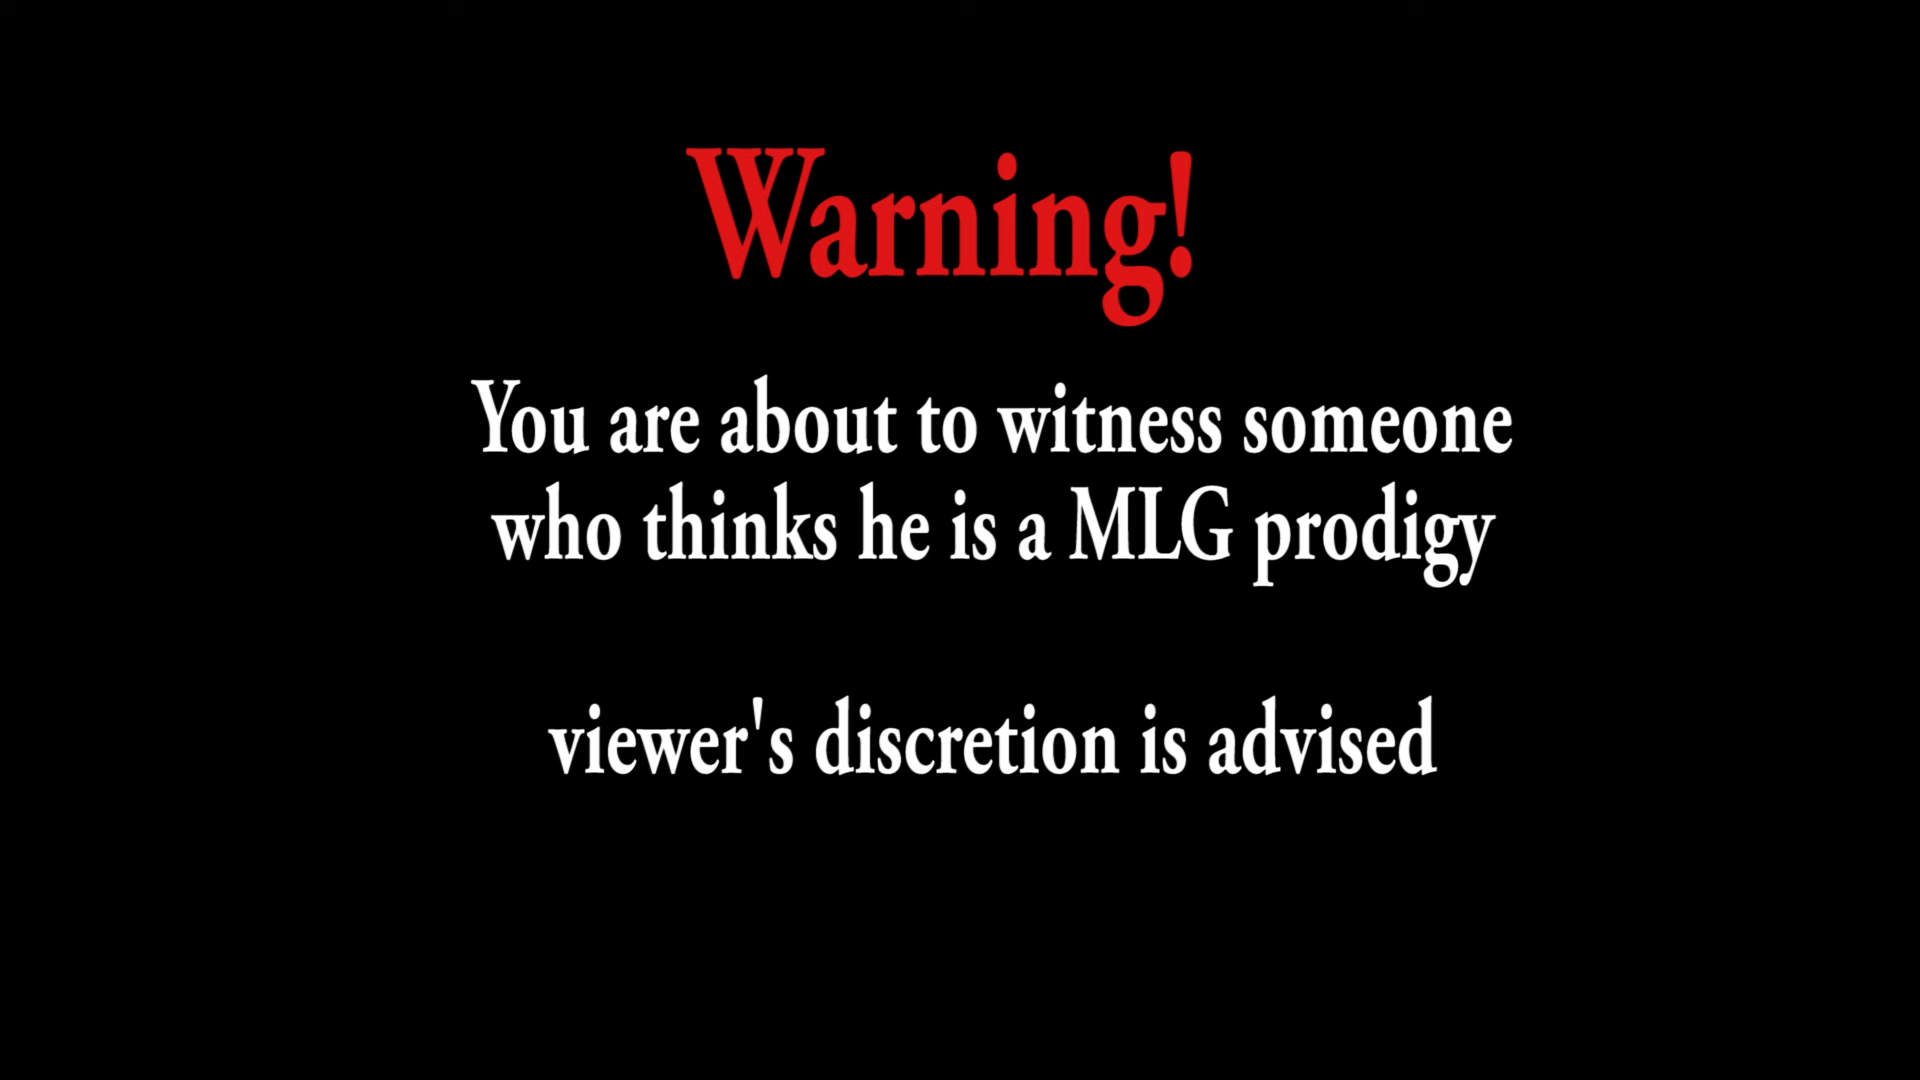 Warning!
You are about to witness someone
who thinks he is a MLG prodigy
viewer's discretion is advised